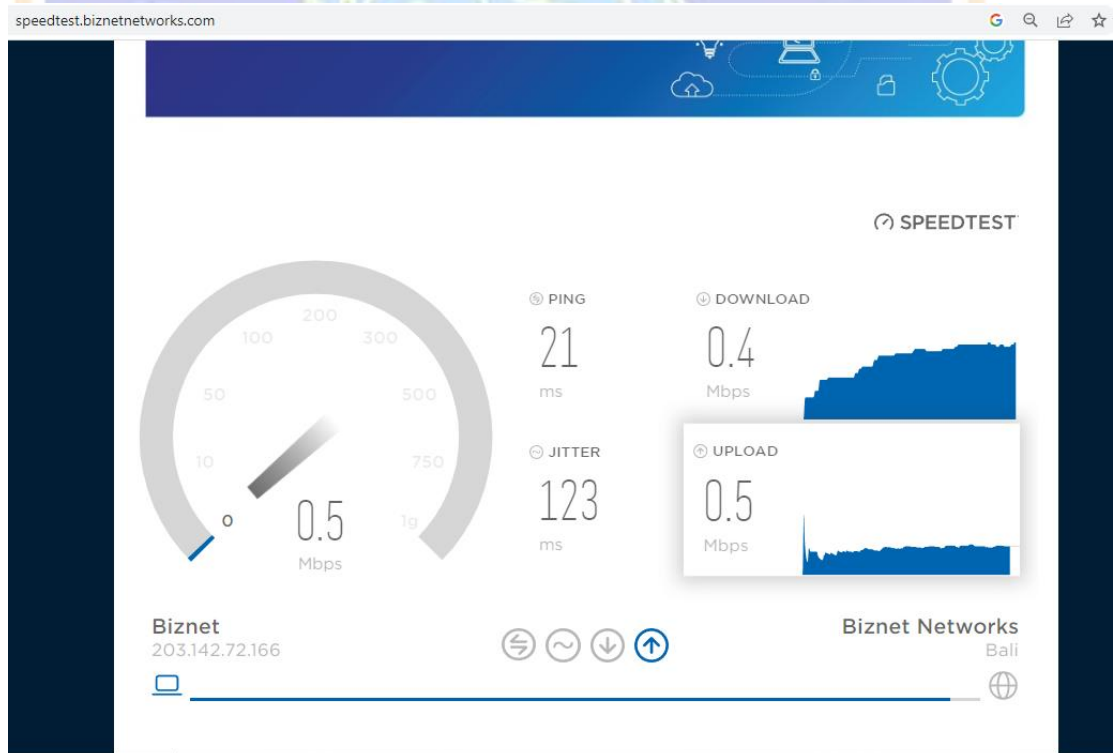 speedtest.biznetnetworks.com
SPEEDTEST
200
100
300
50
500
10
750
0
1g
0.5
Mbps
PING
21
ms
DOWNLOAD
0.4
Mbps
JITTER
123
ms
UPLOAD
0.5
Mbps
Biznet
203.142.72.166
Biznet Networks
Bali